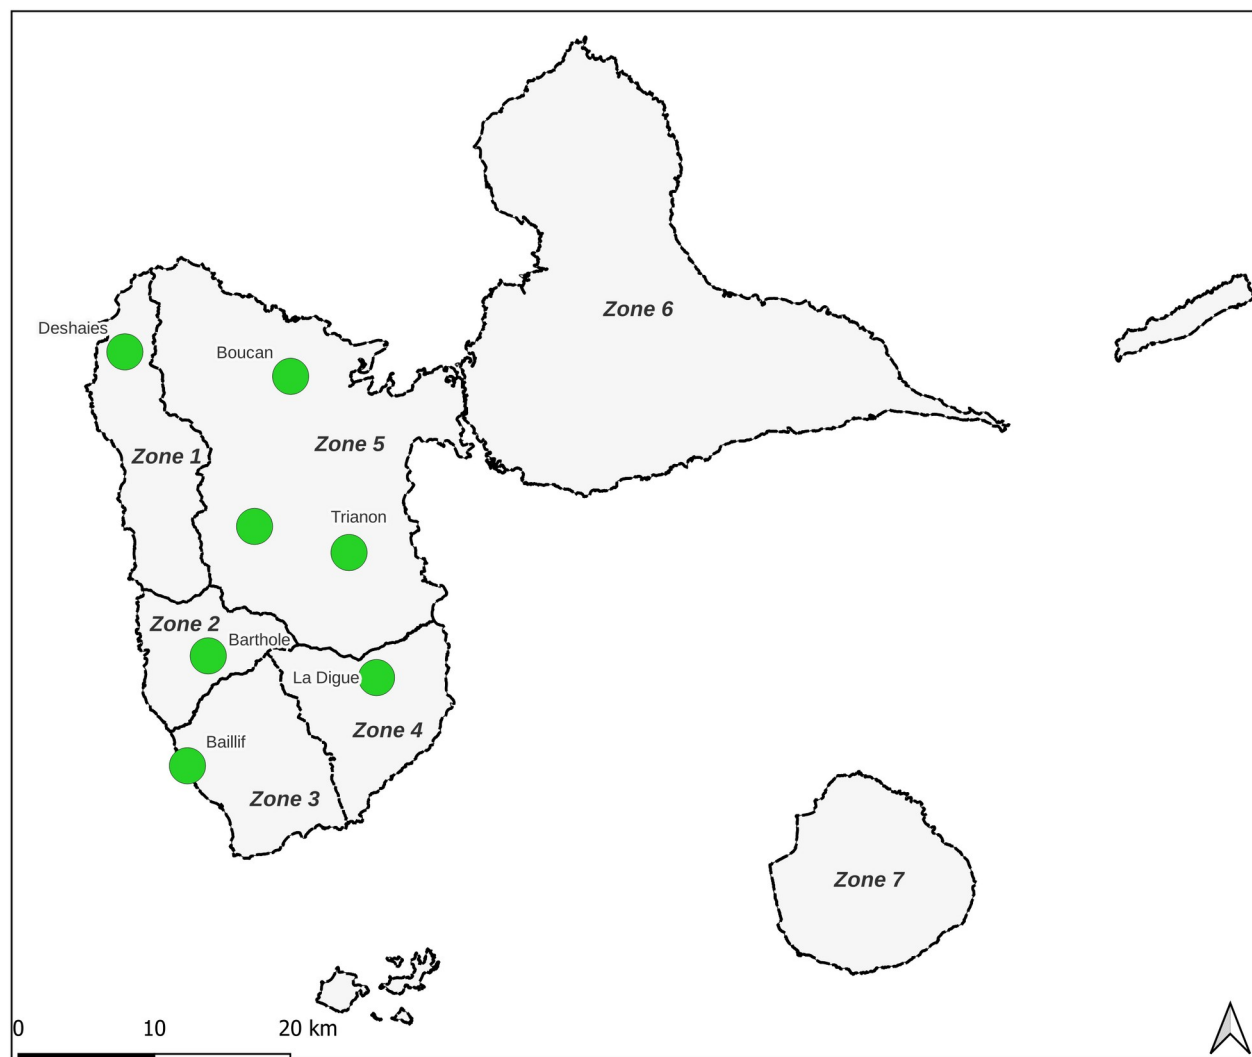 Zone 6
Deshaies
Boucan
Zone 5
Zone 1
Trianon
Zone 2
Barthole
La Digue
Zone 4
Baillif
Zone 3
Zone 7
0 10 20 km